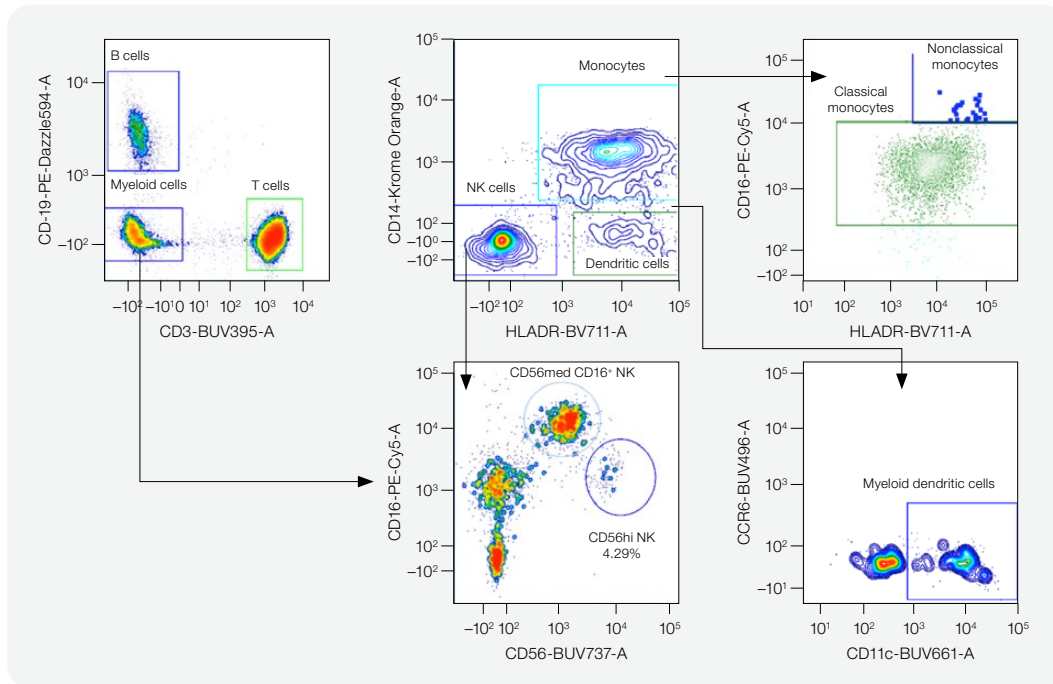 B cells
Myeloid cells
T cells
CD-19-PE-Dazzle594-A
10⁴
10³
–10²
–10² –10¹ 0 10¹ 10² 10³ 10⁴
CD3-BUV395-A
Monocytes
NK cells
Dendritic cells
CD14-Krome Orange-A
10⁵
10⁴
10³
10²
–10¹
–10²
–10² 10² 10³ 10⁴ 10⁵
HLADR-BV711-A
Nonclassical
monocytes
Classical
monocytes
CD16-PE-Cy5-A
10⁵
10⁴
10³
10²
–10²
10¹ 10² 10³ 10⁴ 10⁵
HLADR-BV711-A
CD56med CD16⁺ NK
CD56hi NK
4.29%
CD16-PE-Cy5-A
10⁵
10⁴
10³
10²
–10²
–10² 10² 10³ 10⁴ 10⁵
CD56-BUV737-A
Myeloid dendritic cells
CCR6-BUV496-A
10⁵
10⁴
10³
10²
–10¹
10¹ 10² 10³ 10⁴ 10⁵
CD11c-BUV661-A